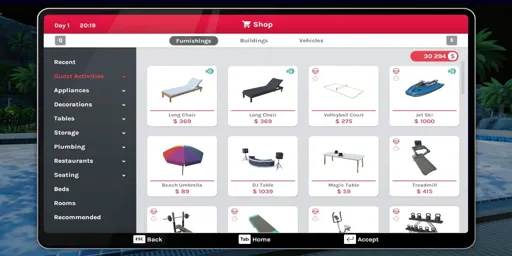 Day 1 20:19
Shop
Q Furnishings Buildings Vehicles E
30 294 $
Recent
Guest Activities
Appliances
Decorations
Tables
Storage
Plumbing
Restaurants
Seating
Beds
Rooms
Recommended
Long Chair
$ 369
Long Chair
$ 369
Volleyball Court
$ 275
Jet Ski
$ 1000
Beach Umbrella
$ 89
DJ Table
$ 1039
Magic Table
$ 59
Treadmill
$ 415
ESC Back
Tab Home
Accept